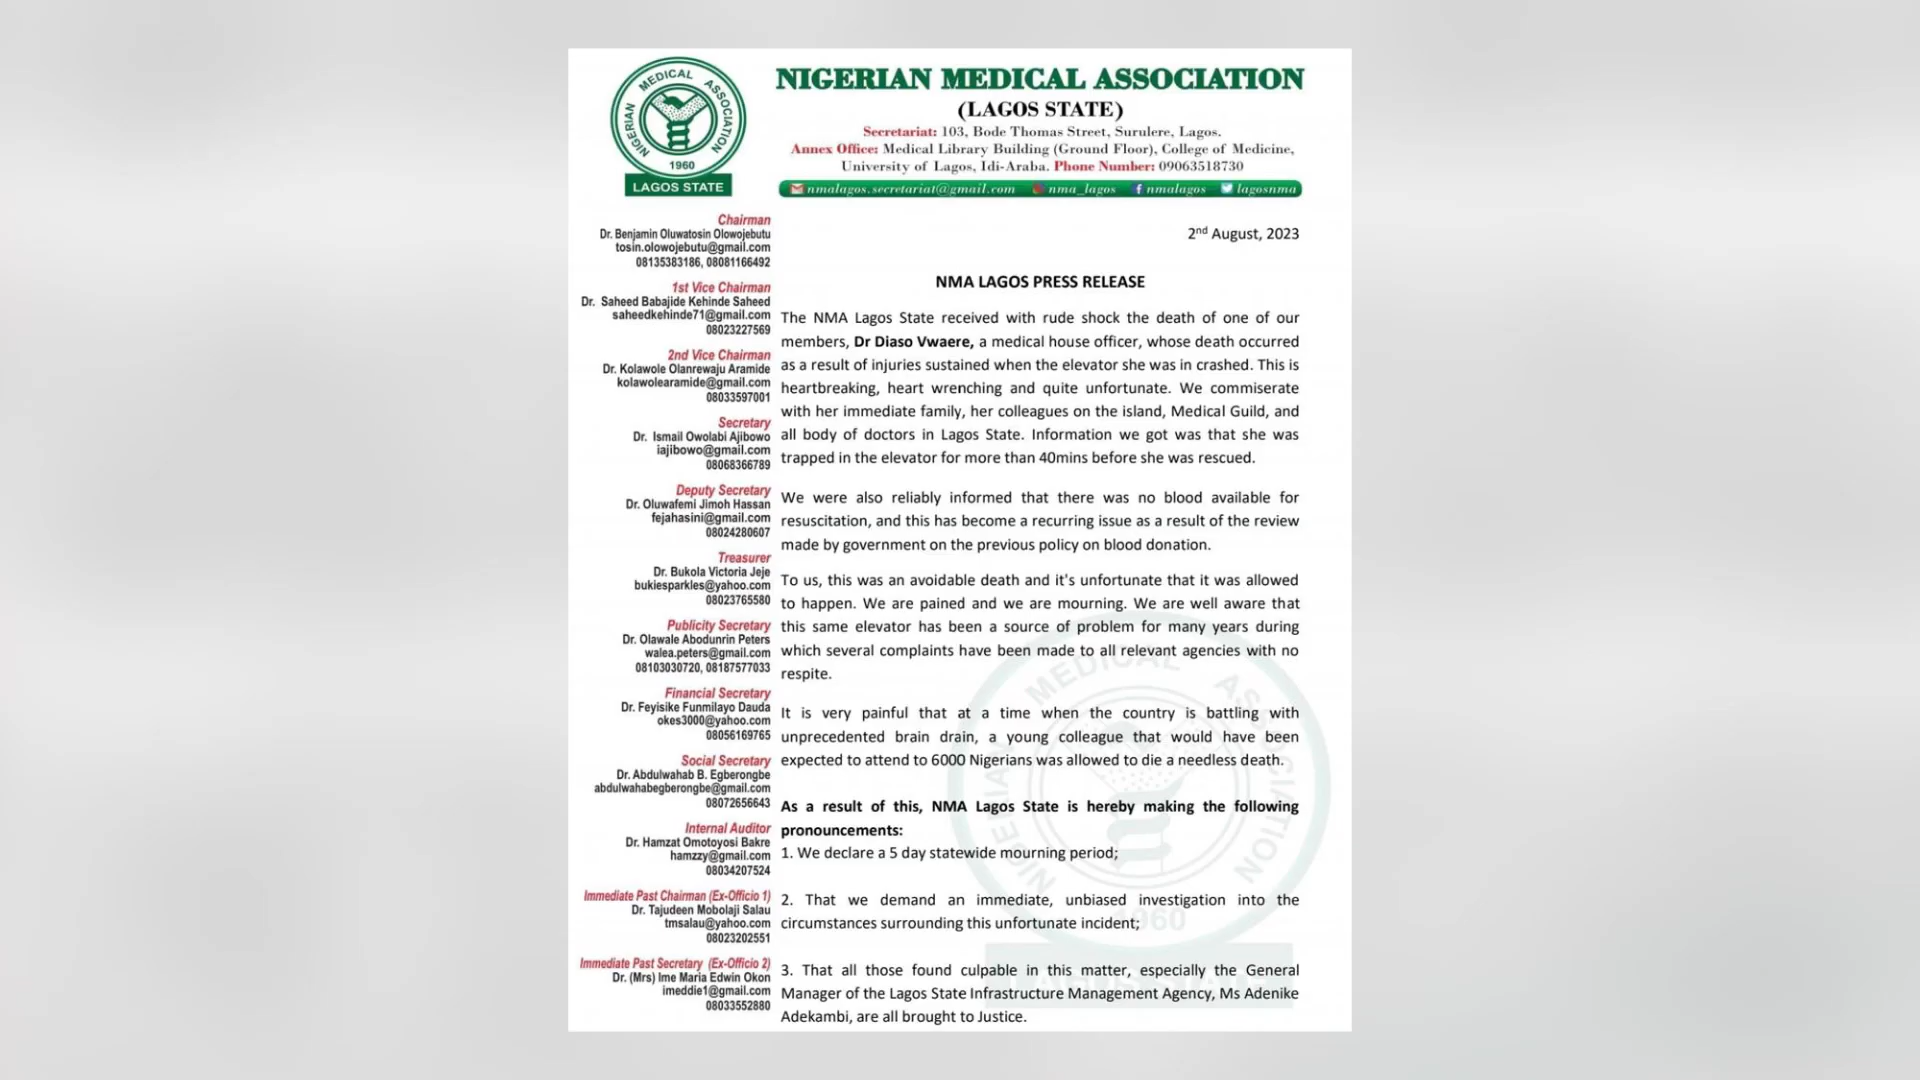 NIGERIAN MEDICAL ASSOCIATION
1960
LAGOS STATE
NIGERIAN MEDICAL ASSOCIATION
(LAGOS STATE)
Secretariat: 103, Bode Thomas Street, Surulere, Lagos.
Annex Office: Medical Library Building (Ground Floor), College of Medicine,
University of Lagos, Idi-Araba. Phone Number: 09063518730
nmalagos.secretariat@gmail.com nma_lagos nmalagos lagosnma
Chairman
Dr. Benjamin Oluwatosin Olowojebutu
tosin.olowojebutu@gmail.com
08135383186, 08081166492
1st Vice Chairman
Dr. Saheed Babajide Kehinde Saheed
saheedkehinde71@gmail.com
08023227569
2nd Vice Chairman
Dr. Kolawole Olanrewaju Aramide
kolawolearamide@gmail.com
08033597001
Secretary
Dr. Ismail Owolabi Ajibowo
iajibowo@gmail.com
08068366789
Deputy Secretary
Dr. Oluwafemi Jimoh Hassan
fejahasini@gmail.com
08024280607
Treasurer
Dr. Bukola Victoria Jeje
bukiesparkles@yahoo.com
08023765580
Publicity Secretary
Dr. Olawale Abodunrin Peters
walea.peters@gmail.com
08103030720, 08187577033
Financial Secretary
Dr. Feyisike Funmilayo Dauda
okes3000@yahoo.com
08056169765
Social Secretary
Dr. Abdulwahab B. Egberongbe
abdulwahabegberongbe@gmail.com
08072656643
Internal Auditor
Dr. Hamzat Omotoyosi Bakre
hamzzy@gmail.com
08034207524
Immediate Past Chairman (Ex-Officio 1)
Dr. Tajudeen Mobolaji Salau
tmsalau@yahoo.com
08023202551
Immediate Past Secretary (Ex-Officio 2)
Dr. (Mrs) Ime Maria Edwin Okon
imeddie1@gmail.com
08033552880
2nd August, 2023
NMA LAGOS PRESS RELEASE
The NMA Lagos State received with rude shock the death of one of our
members, Dr Diaso Vwaere, a medical house officer, whose death occurred
as a result of injuries sustained when the elevator she was in crashed. This is
heartbreaking, heart wrenching and quite unfortunate. We commiserate
with her immediate family, her colleagues on the island, Medical Guild, and
all body of doctors in Lagos State. Information we got was that she was
trapped in the elevator for more than 40mins before she was rescued.
We were also reliably informed that there was no blood available for
resuscitation, and this has become a recurring issue as a result of the review
made by government on the previous policy on blood donation.
To us, this was an avoidable death and it's unfortunate that it was allowed
to happen. We are pained and we are mourning. We are well aware that
this same elevator has been a source of problem for many years during
which several complaints have been made to all relevant agencies with no
respite.
It is very painful that at a time when the country is battling with
unprecedented brain drain, a young colleague that would have been
expected to attend to 6000 Nigerians was allowed to die a needless death.
As a result of this, NMA Lagos State is hereby making the following
pronouncements:
1. We declare a 5 day statewide mourning period;
2. That we demand an immediate, unbiased investigation into the
circumstances surrounding this unfortunate incident;
3. That all those found culpable in this matter, especially the General
Manager of the Lagos State Infrastructure Management Agency, Ms Adenike
Adekambi, are all brought to Justice.
NIGERIAN MEDICAL ASSOCIATION
1960
LAGOS STATE